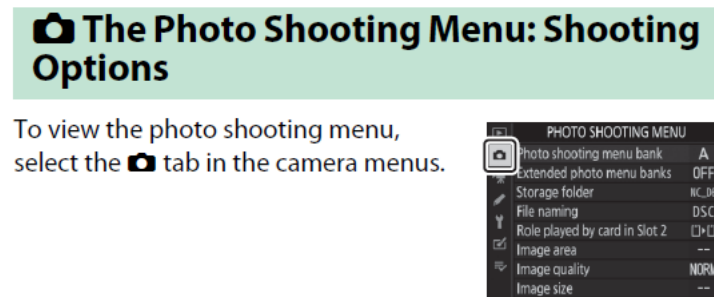 The Photo Shooting Menu: Shooting
Options
To view the photo shooting menu,
select the tab in the camera menus.
PHOTO SHOOTING MENU
Photo shooting menu bank A
Extended photo menu banks OFF
Storage folder
File naming DSC
Role played by card in Slot 2
Image area --
Image quality
Image size --